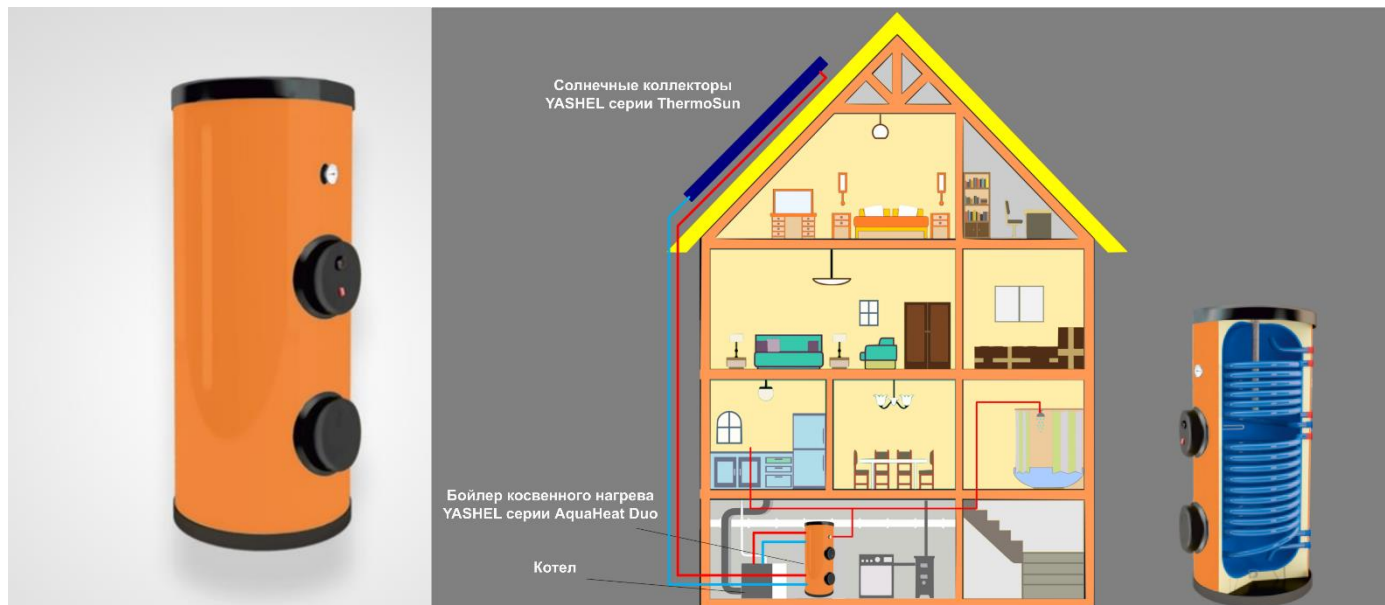 Солнечные коллекторы
YASHEL серии ThermoSun
Бойлер косвенного нагрева
YASHEL серии AquaHeat Duo
Котел